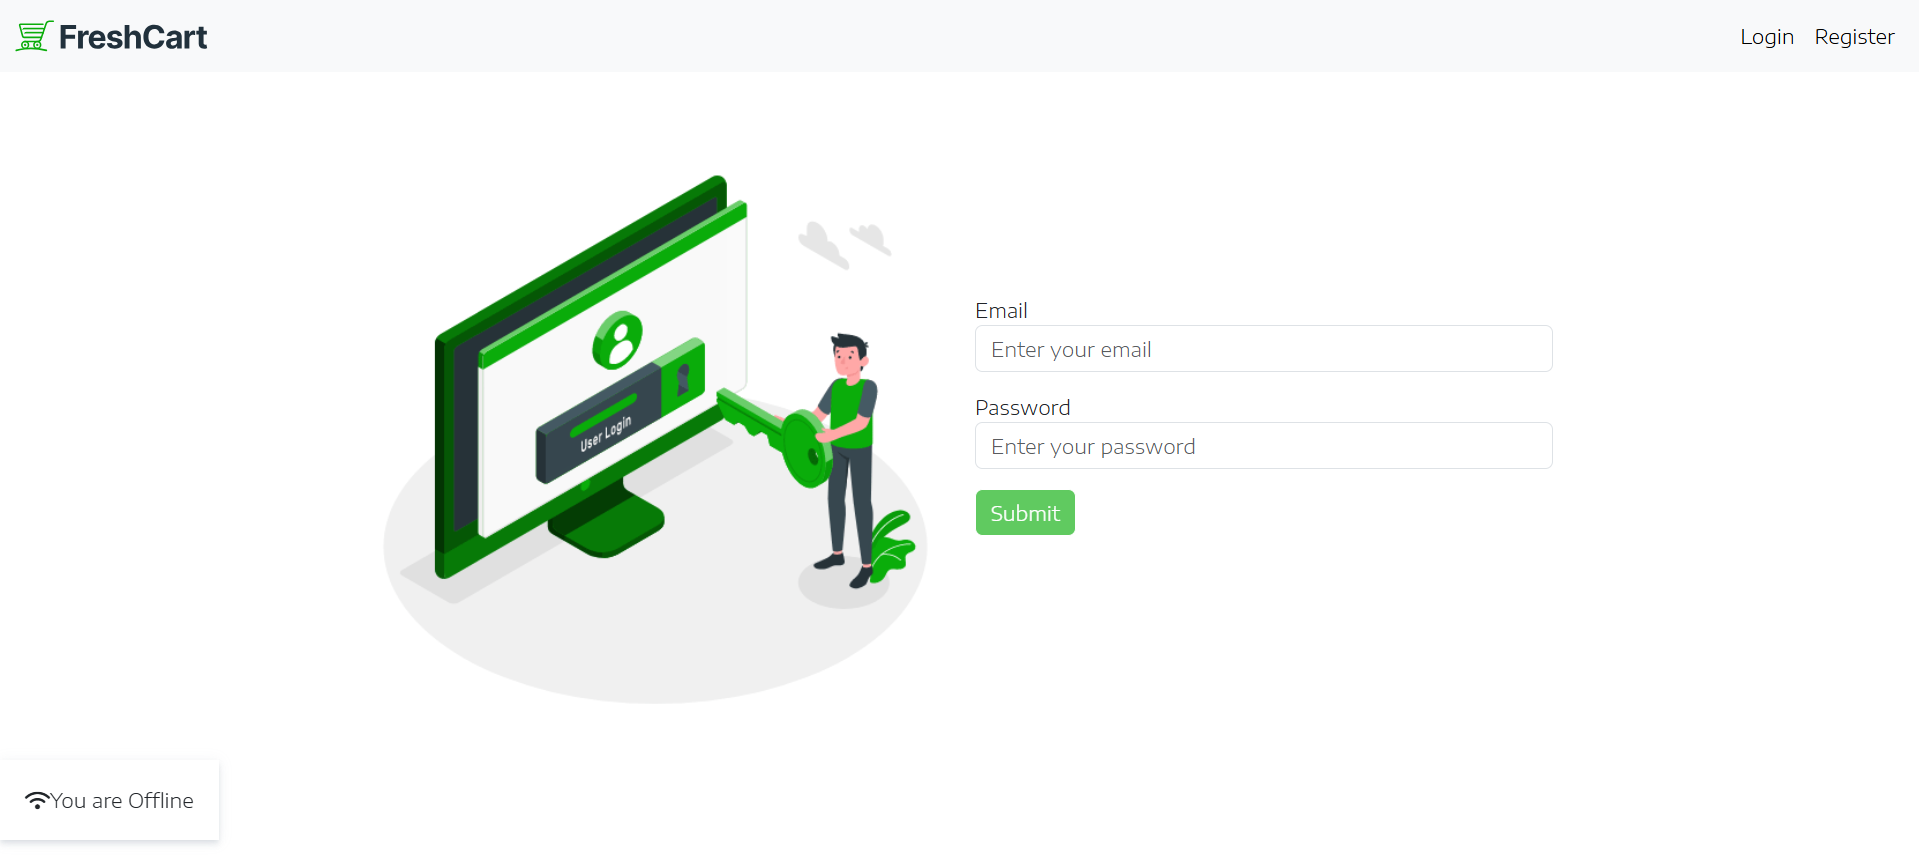 FreshCart
Login Register
User Login
Email
Enter your email
Password
Enter your password
Submit
You are Offline